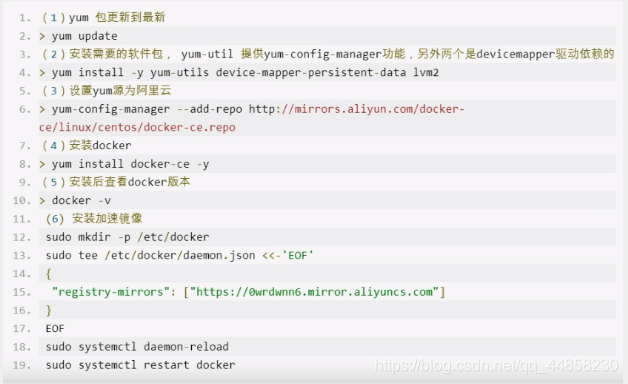 1. （1）yum 包更新到最新
2. > yum update
3. （2）安装需要的软件包， yum-util 提供yum-config-manager功能，另外两个是devicemapper驱动依赖的
4. > yum install -y yum-utils device-mapper-persistent-data lvm2
5. （3）设置yum源为阿里云
6. > yum-config-manager --add-repo http://mirrors.aliyun.com/docker-
ce/linux/centos/docker-ce.repo
7. （4）安装docker
8. > yum install docker-ce -y
9. （5）安装后查看docker版本
10. > docker -v
11. (6) 安装加速镜像
12. sudo mkdir -p /etc/docker
13. sudo tee /etc/docker/daemon.json <<-'EOF'
14. {
15. "registry-mirrors": ["https://0wrdwnn6.mirror.aliyuncs.com"]
16. }
17. EOF
18. sudo systemctl daemon-reload
19. sudo systemctl restart docker
https://blog.csdn.net/qq_44858230